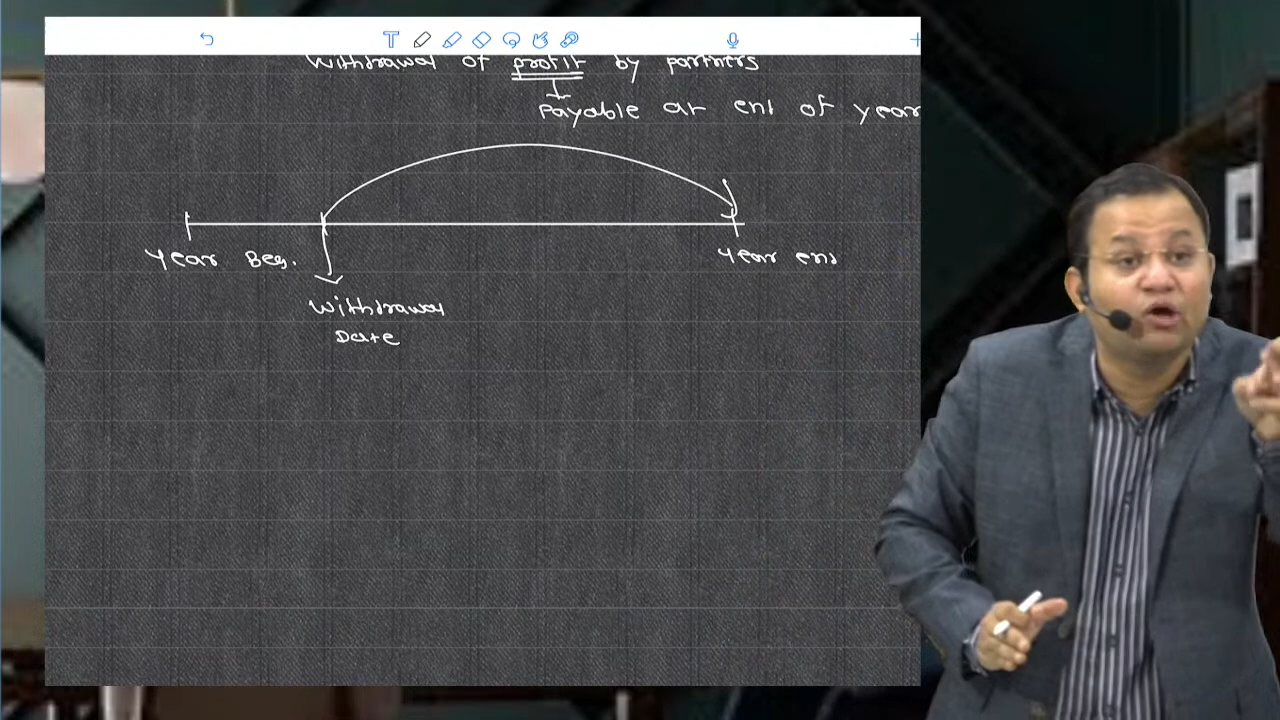 Withdrawal of profit by partners
Payable at end of year
Year Beg.
Year end
Withdrawal
Date